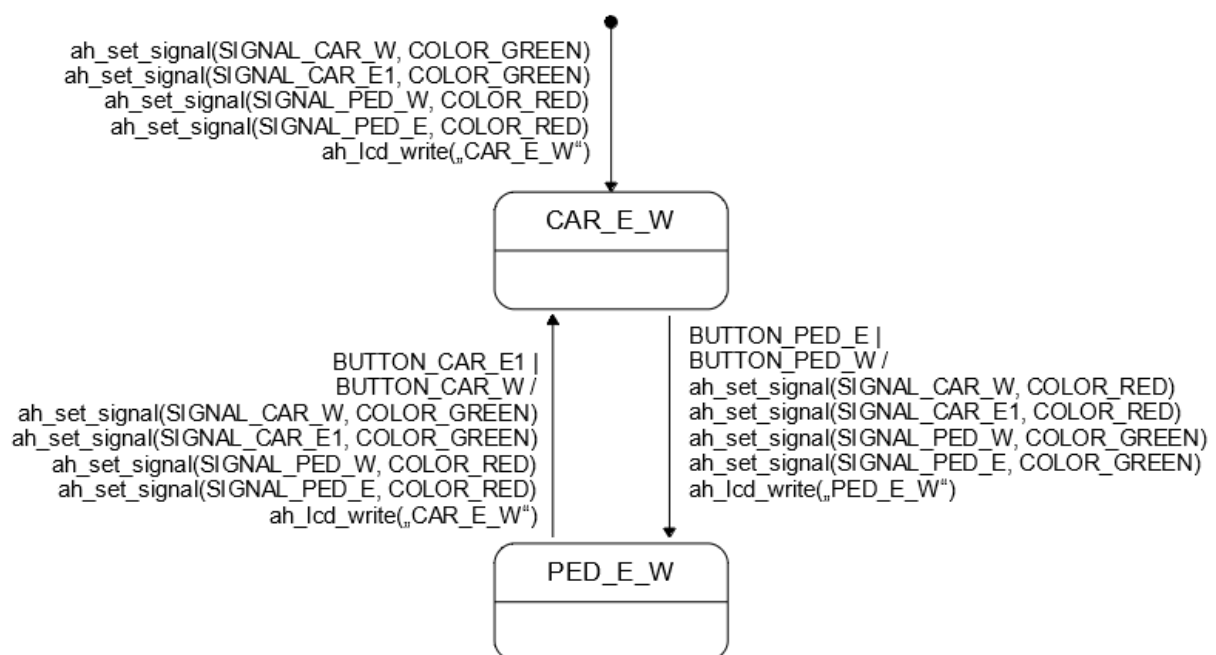 ah_set_signal(SIGNAL_CAR_W, COLOR_GREEN)
ah_set_signal(SIGNAL_CAR_E1, COLOR_GREEN)
ah_set_signal(SIGNAL_PED_W, COLOR_RED)
ah_set_signal(SIGNAL_PED_E, COLOR_RED)
ah_lcd_write(„CAR_E_W“)
CAR_E_W
BUTTON_CAR_E1 |
BUTTON_CAR_W /
ah_set_signal(SIGNAL_CAR_W, COLOR_GREEN)
ah_set_signal(SIGNAL_CAR_E1, COLOR_GREEN)
ah_set_signal(SIGNAL_PED_W, COLOR_RED)
ah_set_signal(SIGNAL_PED_E, COLOR_RED)
ah_lcd_write(„CAR_E_W“)
BUTTON_PED_E |
BUTTON_PED_W /
ah_set_signal(SIGNAL_CAR_W, COLOR_RED)
ah_set_signal(SIGNAL_CAR_E1, COLOR_RED)
ah_set_signal(SIGNAL_PED_W, COLOR_GREEN)
ah_set_signal(SIGNAL_PED_E, COLOR_GREEN)
ah_lcd_write(„PED_E_W“)
PED_E_W